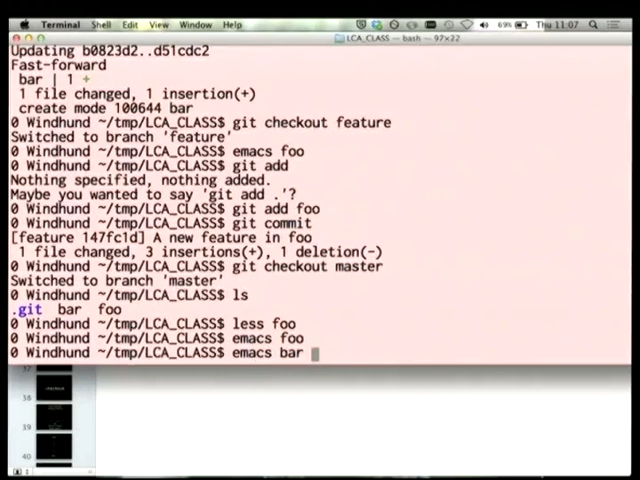 Terminal Shell Edit View Window Help 69% Thu 11:07
LCA_CLASS — bash — 97×22
Updating b0823d2..d51cdc2
Fast-forward
bar | 1 +
1 file changed, 1 insertion(+)
create mode 100644 bar
0 Windhund ~/tmp/LCA_CLASS$ git checkout feature
Switched to branch 'feature'
0 Windhund ~/tmp/LCA_CLASS$ emacs foo
0 Windhund ~/tmp/LCA_CLASS$ git add
Nothing specified, nothing added.
Maybe you wanted to say 'git add .'?
0 Windhund ~/tmp/LCA_CLASS$ git add foo
0 Windhund ~/tmp/LCA_CLASS$ git commit
[feature 147fc1d] A new feature in foo
1 file changed, 3 insertions(+), 1 deletion(-)
0 Windhund ~/tmp/LCA_CLASS$ git checkout master
Switched to branch 'master'
0 Windhund ~/tmp/LCA_CLASS$ ls
.git bar foo
0 Windhund ~/tmp/LCA_CLASS$ less foo
0 Windhund ~/tmp/LCA_CLASS$ emacs foo
0 Windhund ~/tmp/LCA_CLASS$ emacs bar
37
38
39
40